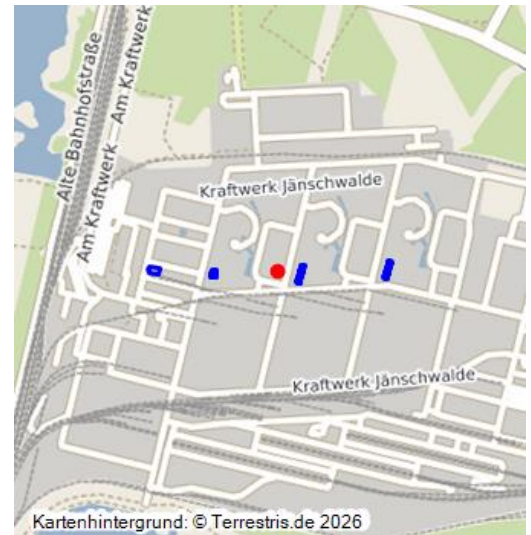 Alte Bahnhofstraße
Am Kraftwerk – Am Kraftwerk
Kraftwerk Jänschwalde
Kraftwerk Jänschwalde
Kartenhintergrund: © Terrestris.de 2026